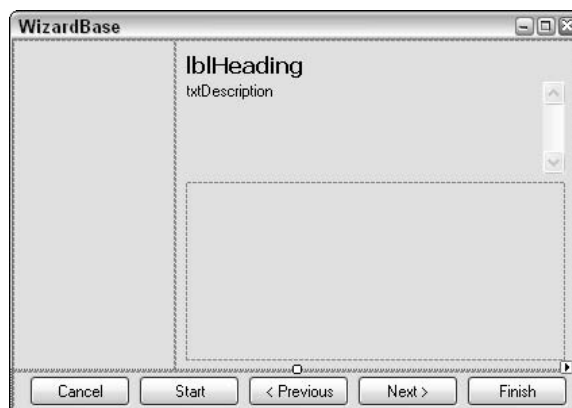 WizardBase
lblHeading
txtDescription
Cancel Start < Previous Next > Finish